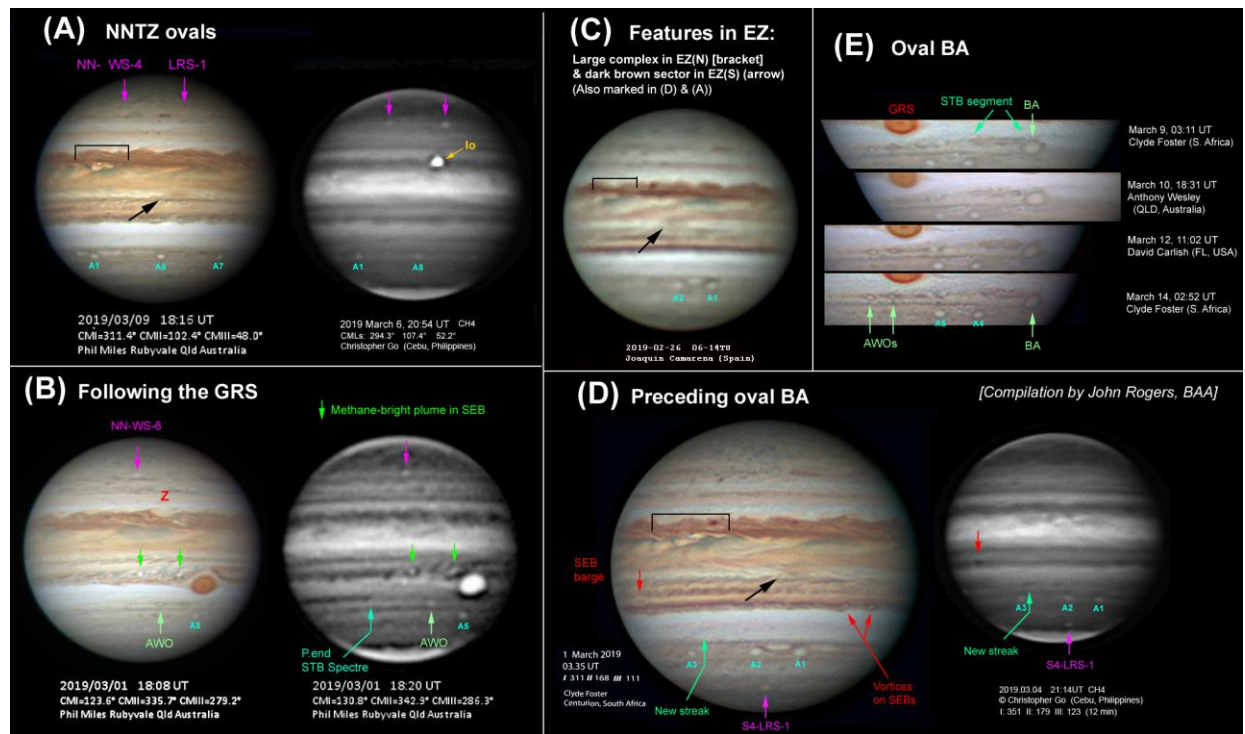 (A) NNTZ ovals
NN- WS-4 LRS-1
Io
A1 A8 A7
A1 A8
2019/03/09 18:16 UT
CMI=311.4° CMII=102.4° CMIII=48.0°
Phil Miles Rubyvale Qld Australia
2019 March 6, 20:54 UT CH4
CMLs: 294.3° 107.4° 52.2°
Christopher Go (Cebu, Philippines)
(B) Following the GRS
Methane-bright plume in SEB
NN-WS-6
Z
A5
AWO
A5
AWO
P.end
STB Spectre
2019/03/01 18:08 UT
CMI=123.6° CMII=335.7° CMIII=279.2°
Phil Miles Rubyvale Qld Australia
2019/03/01 18:20 UT
CMI=130.8° CMII=342.9° CMIII=286.3°
Phil Miles Rubyvale Qld Australia
(C) Features in EZ:
Large complex in EZ(N) [bracket]
& dark brown sector in EZ(S) (arrow)
(Also marked in (D) & (A))
A2 A1
2019-02-26 06-14TU
Joaquin Camarena (Spain)
(E) Oval BA
GRS
STB segment
BA
March 9, 03:11 UT
Clyde Foster (S. Africa)
March 10, 18:31 UT
Anthony Wesley
(QLD, Australia)
March 12, 11:02 UT
David Carlish (FL, USA)
March 14, 02:52 UT
Clyde Foster (S. Africa)
AWOs
A5 A4
BA
(D) Preceding oval BA
[Compilation by John Rogers, BAA]
SEB
barge
A3 A2 A1
New streak
S4-LRS-1
Vortices
on SEBs
1 March 2019
03.35 UT
I 311 II 168 III 111
Clyde Foster
Centurion, South Africa
A3 A2 A1
New streak
S4-LRS-1
2019.03.04 21:14UT CH4
© Christopher Go (Cebu, Philippines)
I: 351 II: 179 III: 123 (12 min)